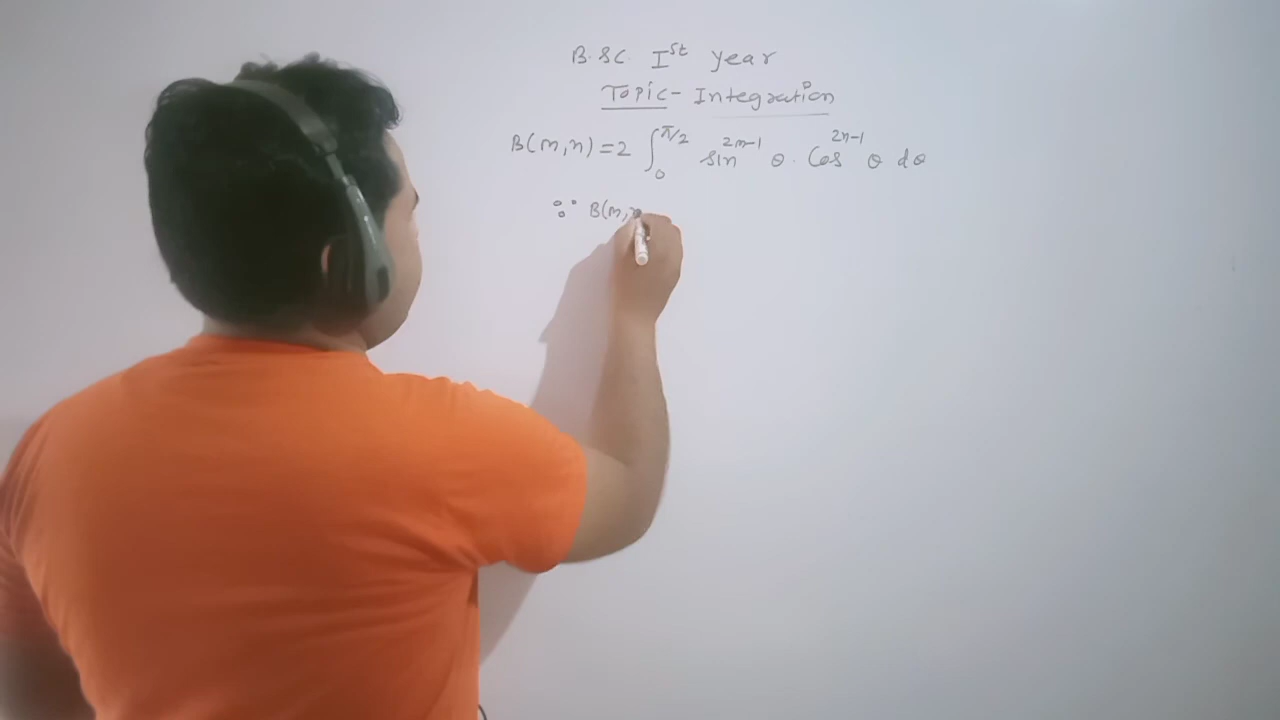 B.SC. Ist year
Topic- Integration
B(m,n)=2 ∫₀^π/2 sin^2m-1 θ. Cos^2n-1 θ dθ
∵ B(m,